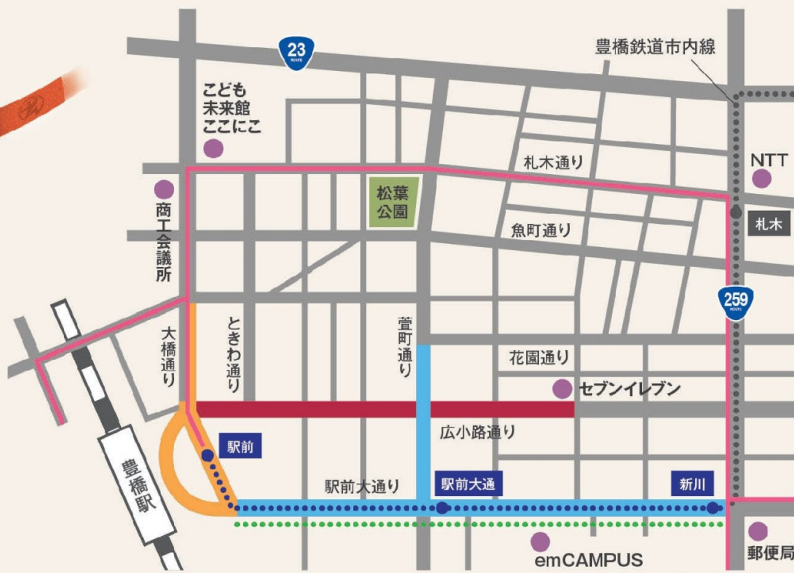 23
ROUTE
豊橋鉄道市内線
こども
未来館
ここにこ
NTT
札木通り
松葉
公園
商工会議所
札木
魚町通り
259
ROUTE
大橋通り
ときわ通り
萱町通り
花園通り
セブンイレブン
広小路通り
駅前
豊橋駅
駅前大通り
駅前大通
新川
emCAMPUS
郵便局